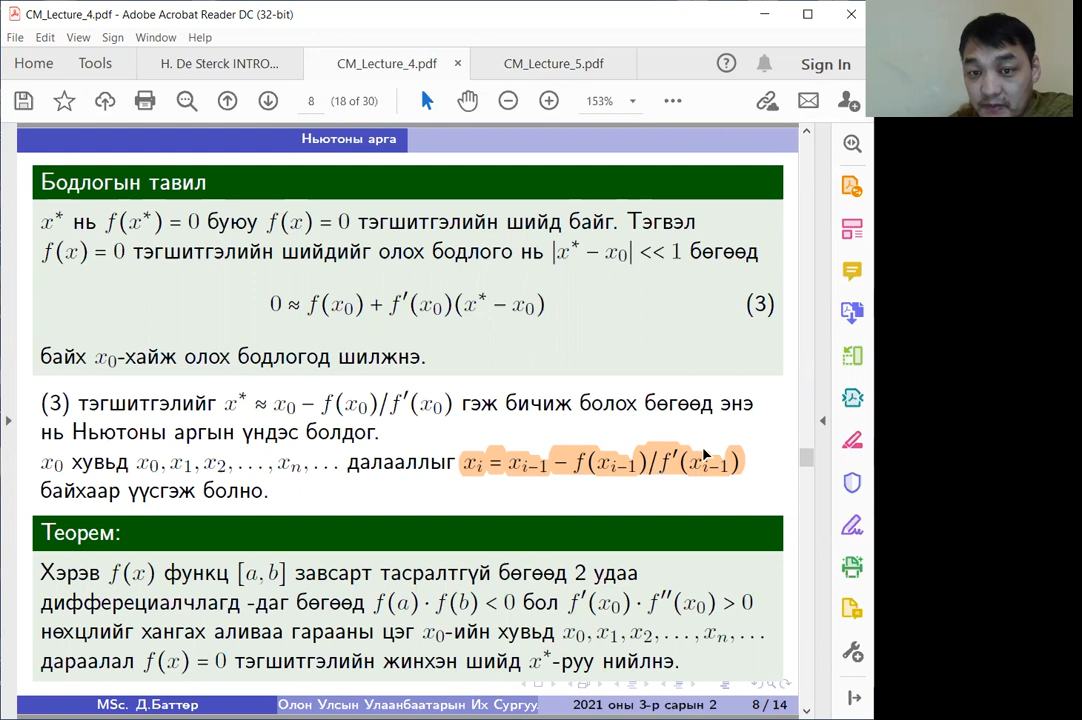 CM_Lecture_4.pdf - Adobe Acrobat Reader DC (32-bit)
File Edit View Sign Window Help
Home Tools H. De Sterck INTRO... CM_Lecture_4.pdf × CM_Lecture_5.pdf Sign In
8 (18 of 30) 153%
Ньютоны арга
Бодлогын тавил
x* нь f(x*) = 0 буюу f(x) = 0 тэгшитгэлийн шийд байг. Тэгвэл
f(x) = 0 тэгшитгэлийн шийдийг олох бодлого нь |x* − x₀| << 1 бөгөөд
0 ≈ f(x₀) + f′(x₀)(x* − x₀) (3)
байх x₀-хайж олох бодлогод шилжнэ.
(3) тэгшитгэлийг x* ≈ x₀ − f(x₀)/f′(x₀) гэж бичиж болох бөгөөд энэ
нь Ньютоны аргын үндэс болдог.
x₀ хувьд x₀, x₁, x₂, . . . , xₙ, . . . далааллыг xᵢ = xᵢ₋₁ − f(xᵢ₋₁)/f′(xᵢ₋₁)
байхаар үүсгэж болно.
Теорем:
Хэрэв f(x) функц [a, b] завсарт тасралтгүй бөгөөд 2 удаа
дифферециалчлагд -даг бөгөөд f(a) · f(b) < 0 бол f′(x₀) · f″(x₀) > 0
нөхцлийг хангах аливаа гарааны цэг x₀-ийн хувьд x₀, x₁, x₂, . . . , xₙ, . . .
дараалал f(x) = 0 тэгшитгэлийн жинхэн шийд x*-руу нийлнэ.
MSc. Д.Баттөр Олон Улсын Улаанбаатарын Их Сургуу. 2021 оны 3-р сарын 2 8 / 14